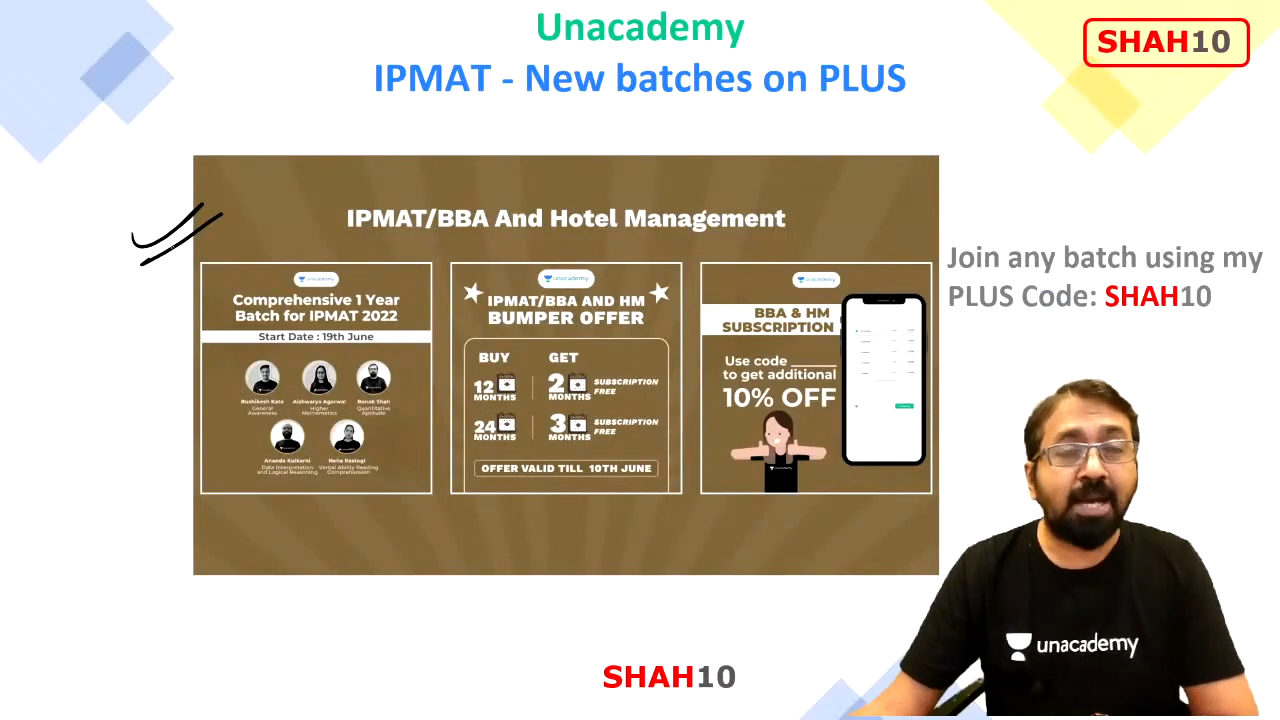 Unacademy
IPMAT - New batches on PLUS
SHAH10
IPMAT/BBA And Hotel Management
unacademy
Comprehensive 1 Year
Batch for IPMAT 2022
Start Date : 19th June
Rushikesh Kate
General
Awareness
Aishwarya Agarwal
Higher
Mathematics
Ronak Shah
Quantitative
Aptitude
Ananda Kulkarni
Data Interpretation
and Logical Reasoning
Neha Rastogi
Verbal Ability Reading
Comprehension
unacademy
IPMAT/BBA AND HM
BUMPER OFFER
BUY GET
12 MONTHS 2 MONTHS SUBSCRIPTION FREE
24 MONTHS 3 MONTHS SUBSCRIPTION FREE
OFFER VALID TILL 10TH JUNE
unacademy
BBA & HM
SUBSCRIPTION
Use code ______
to get additional
10% OFF
Join any batch using my
PLUS Code: SHAH10
unacademy
SHAH10